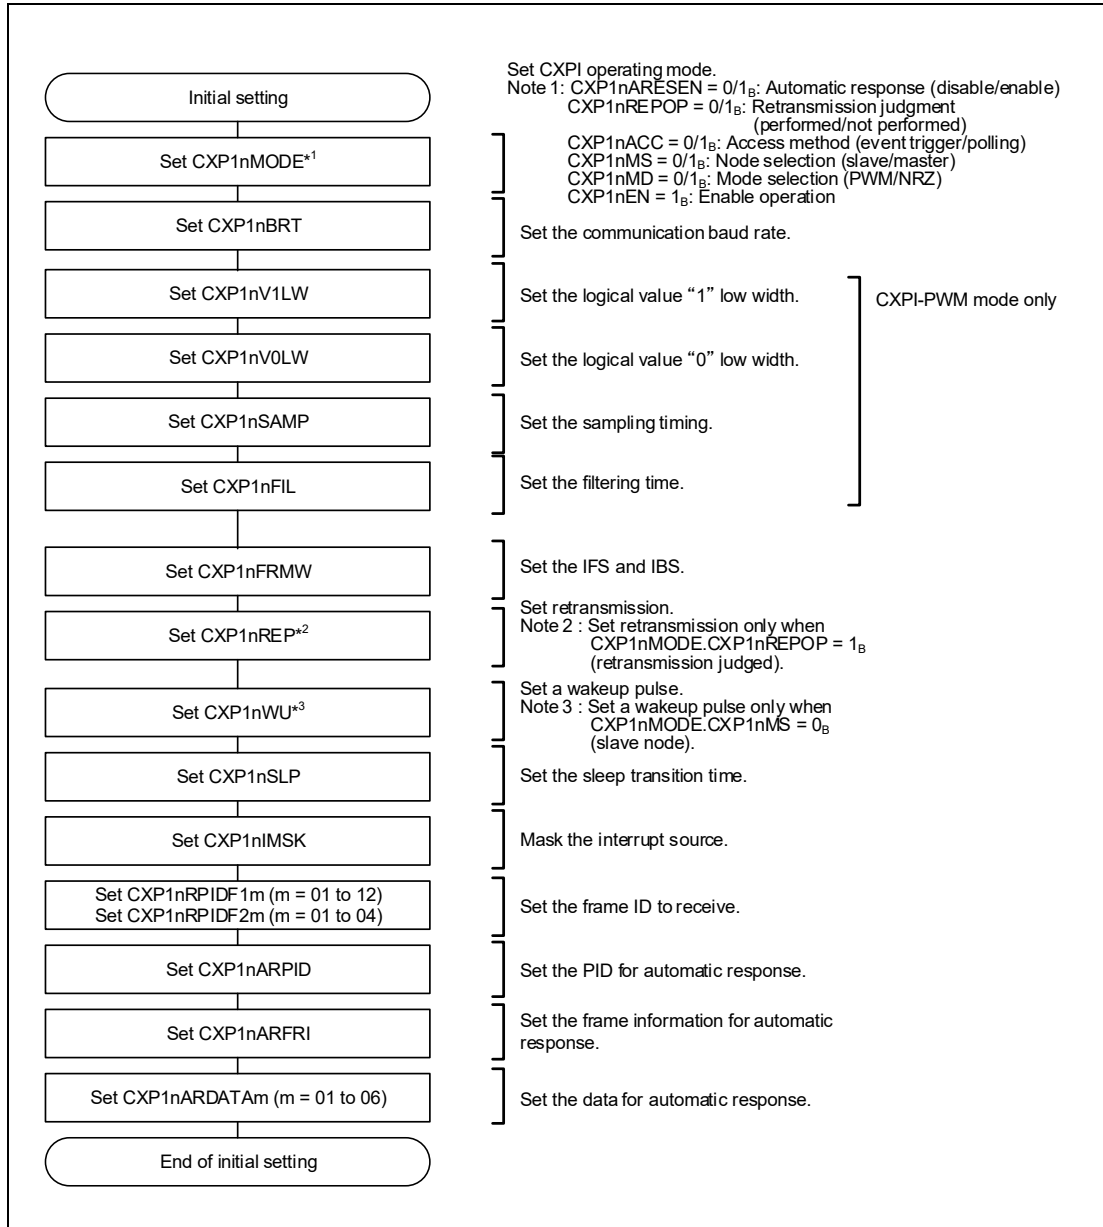 Initial setting
Set CXPI operating mode.
Note 1: CXP1nARESEN = 0/1B: Automatic response (disable/enable)
CXP1nREPOP = 0/1B: Retransmission judgment
(performed/not performed)
Set CXP1nMODE*1
CXP1nACC = 0/1B: Access method (event trigger/polling)
CXP1nMS = 0/1B: Node selection (slave/master)
CXP1nMD = 0/1B: Mode selection (PWM/NRZ)
CXP1nEN = 1B: Enable operation
Set CXP1nBRT
Set the communication baud rate.
Set CXP1nV1LW
Set the logical value “1” low width.
CXPI-PWM mode only
Set CXP1nV0LW
Set the logical value “0” low width.
Set CXP1nSAMP
Set the sampling timing.
Set CXP1nFIL
Set the filtering time.
Set CXP1nFRMW
Set the IFS and IBS.
Set CXP1nREP*2
Set retransmission.
Note 2 : Set retransmission only when
CXP1nMODE.CXP1nREPOP = 1B
(retransmission judged).
Set CXP1nWU*3
Set a wakeup pulse.
Note 3 : Set a wakeup pulse only when
CXP1nMODE.CXP1nMS = 0B
(slave node).
Set CXP1nSLP
Set the sleep transition time.
Set CXP1nIMSK
Mask the interrupt source.
Set CXP1nRPIDF1m (m = 01 to 12)
Set CXP1nRPIDF2m (m = 01 to 04)
Set the frame ID to receive.
Set CXP1nARPID
Set the PID for automatic response.
Set CXP1nARFRI
Set the frame information for automatic
response.
Set CXP1nARDATAm (m = 01 to 06)
Set the data for automatic response.
End of initial setting